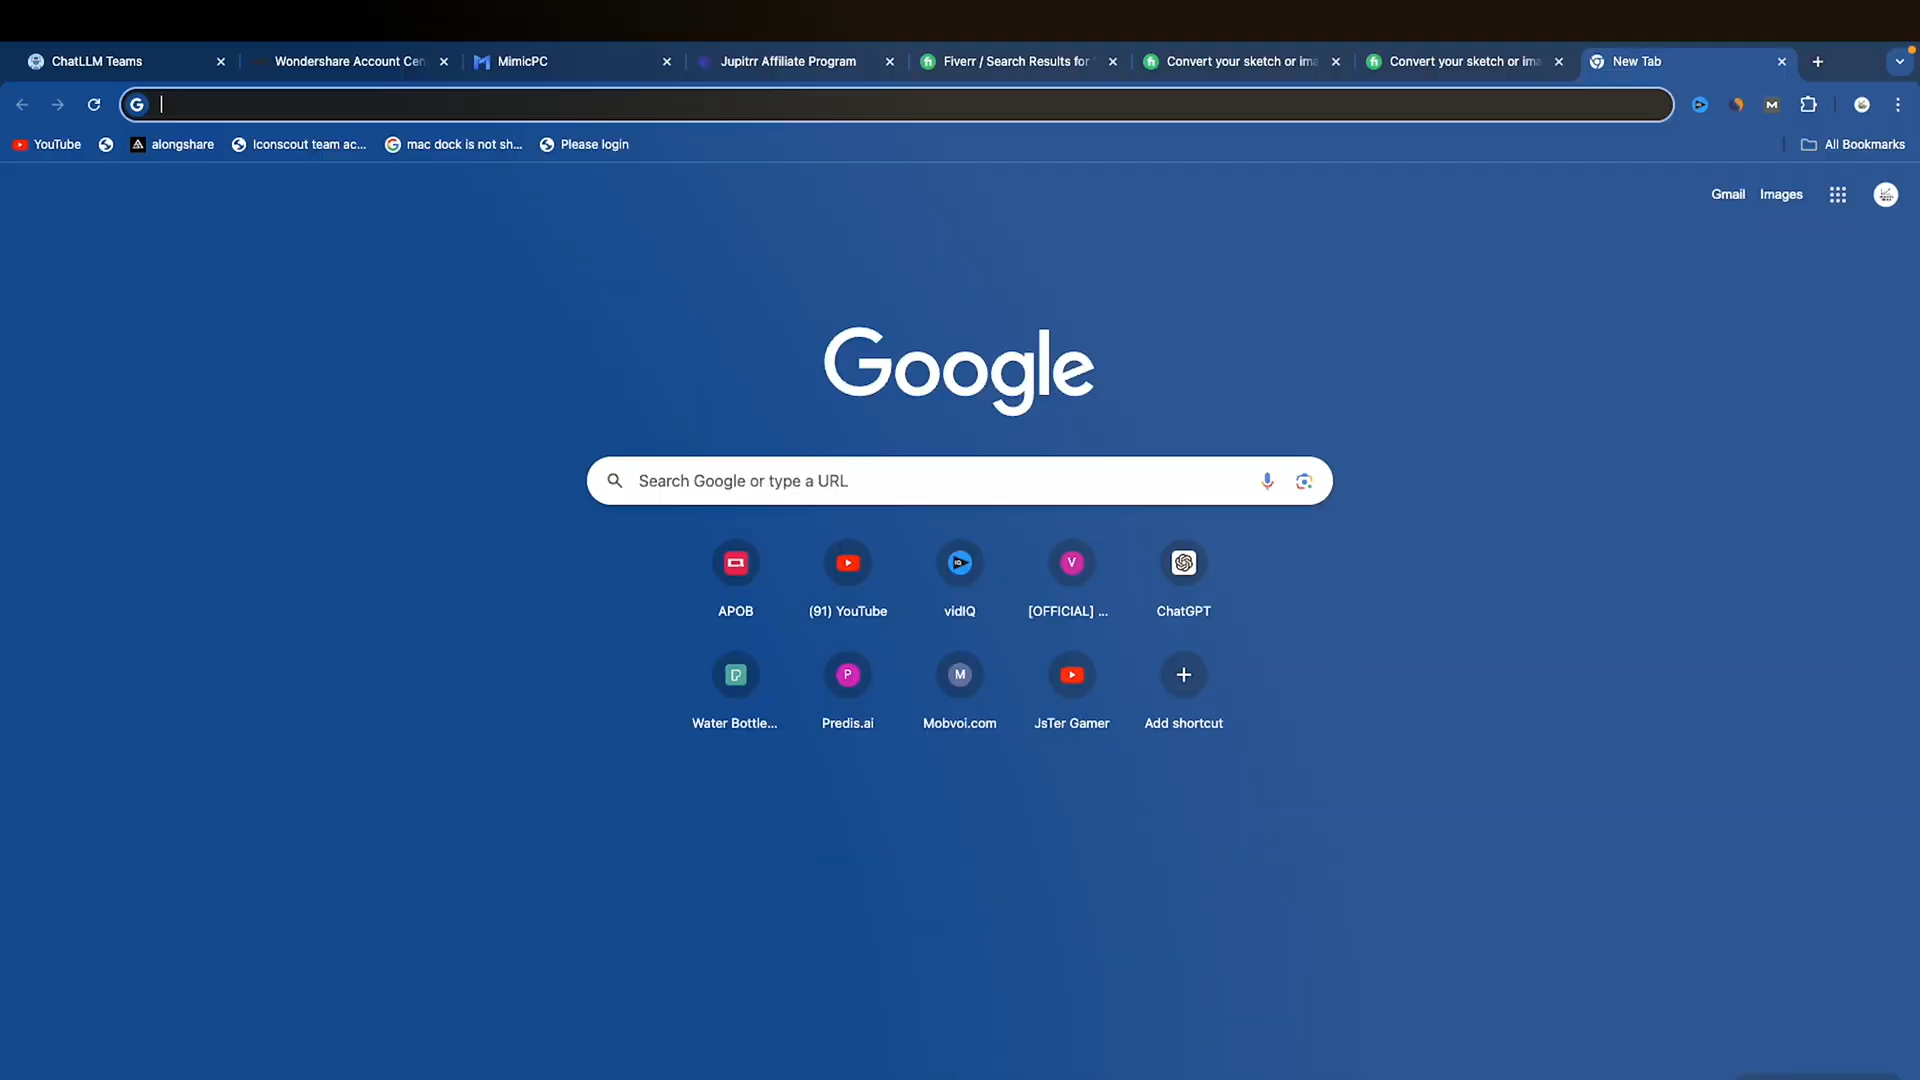 ChatLLM Teams
Wondershare Account Cen
MimicPC
Jupitrr Affiliate Program
Fiverr / Search Results for '
Convert your sketch or ima
Convert your sketch or ima
New Tab
YouTube
alongshare
Iconscout team ac...
mac dock is not sh...
Please login
All Bookmarks
Gmail
Images
Google
Search Google or type a URL
V
APOB
(91) YouTube
vidIQ
[OFFICIAL] ...
ChatGPT
P
M
Water Bottle...
Predis.ai
Mobvoi.com
JsTer Gamer
Add shortcut